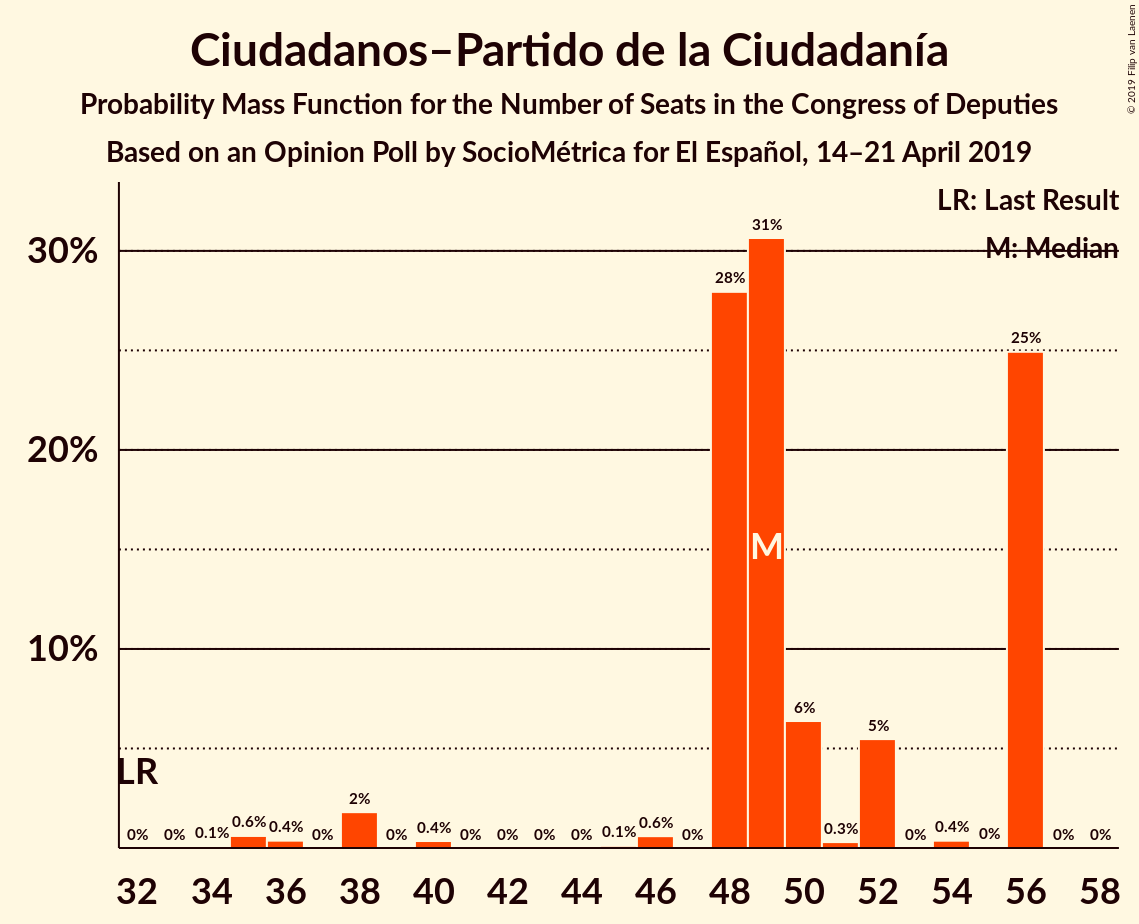 Ciudadanos–Partido de la Ciudadanía
Probability Mass Function for the Number of Seats in the Congress of Deputies
Based on an Opinion Poll by SocioMétrica for El Español, 14–21 April 2019
© 2019 Filip van Laenen
LR: Last Result
M: Median
30%
20%
10%
LR
M
0% 0% 0.1% 0.6% 0.4% 0% 2% 0% 0.4% 0% 0% 0% 0% 0.1% 0.6% 0% 28% 31% 6% 0.3% 5% 0% 0.4% 0% 25% 0% 0%
32 34 36 38 40 42 44 46 48 50 52 54 56 58